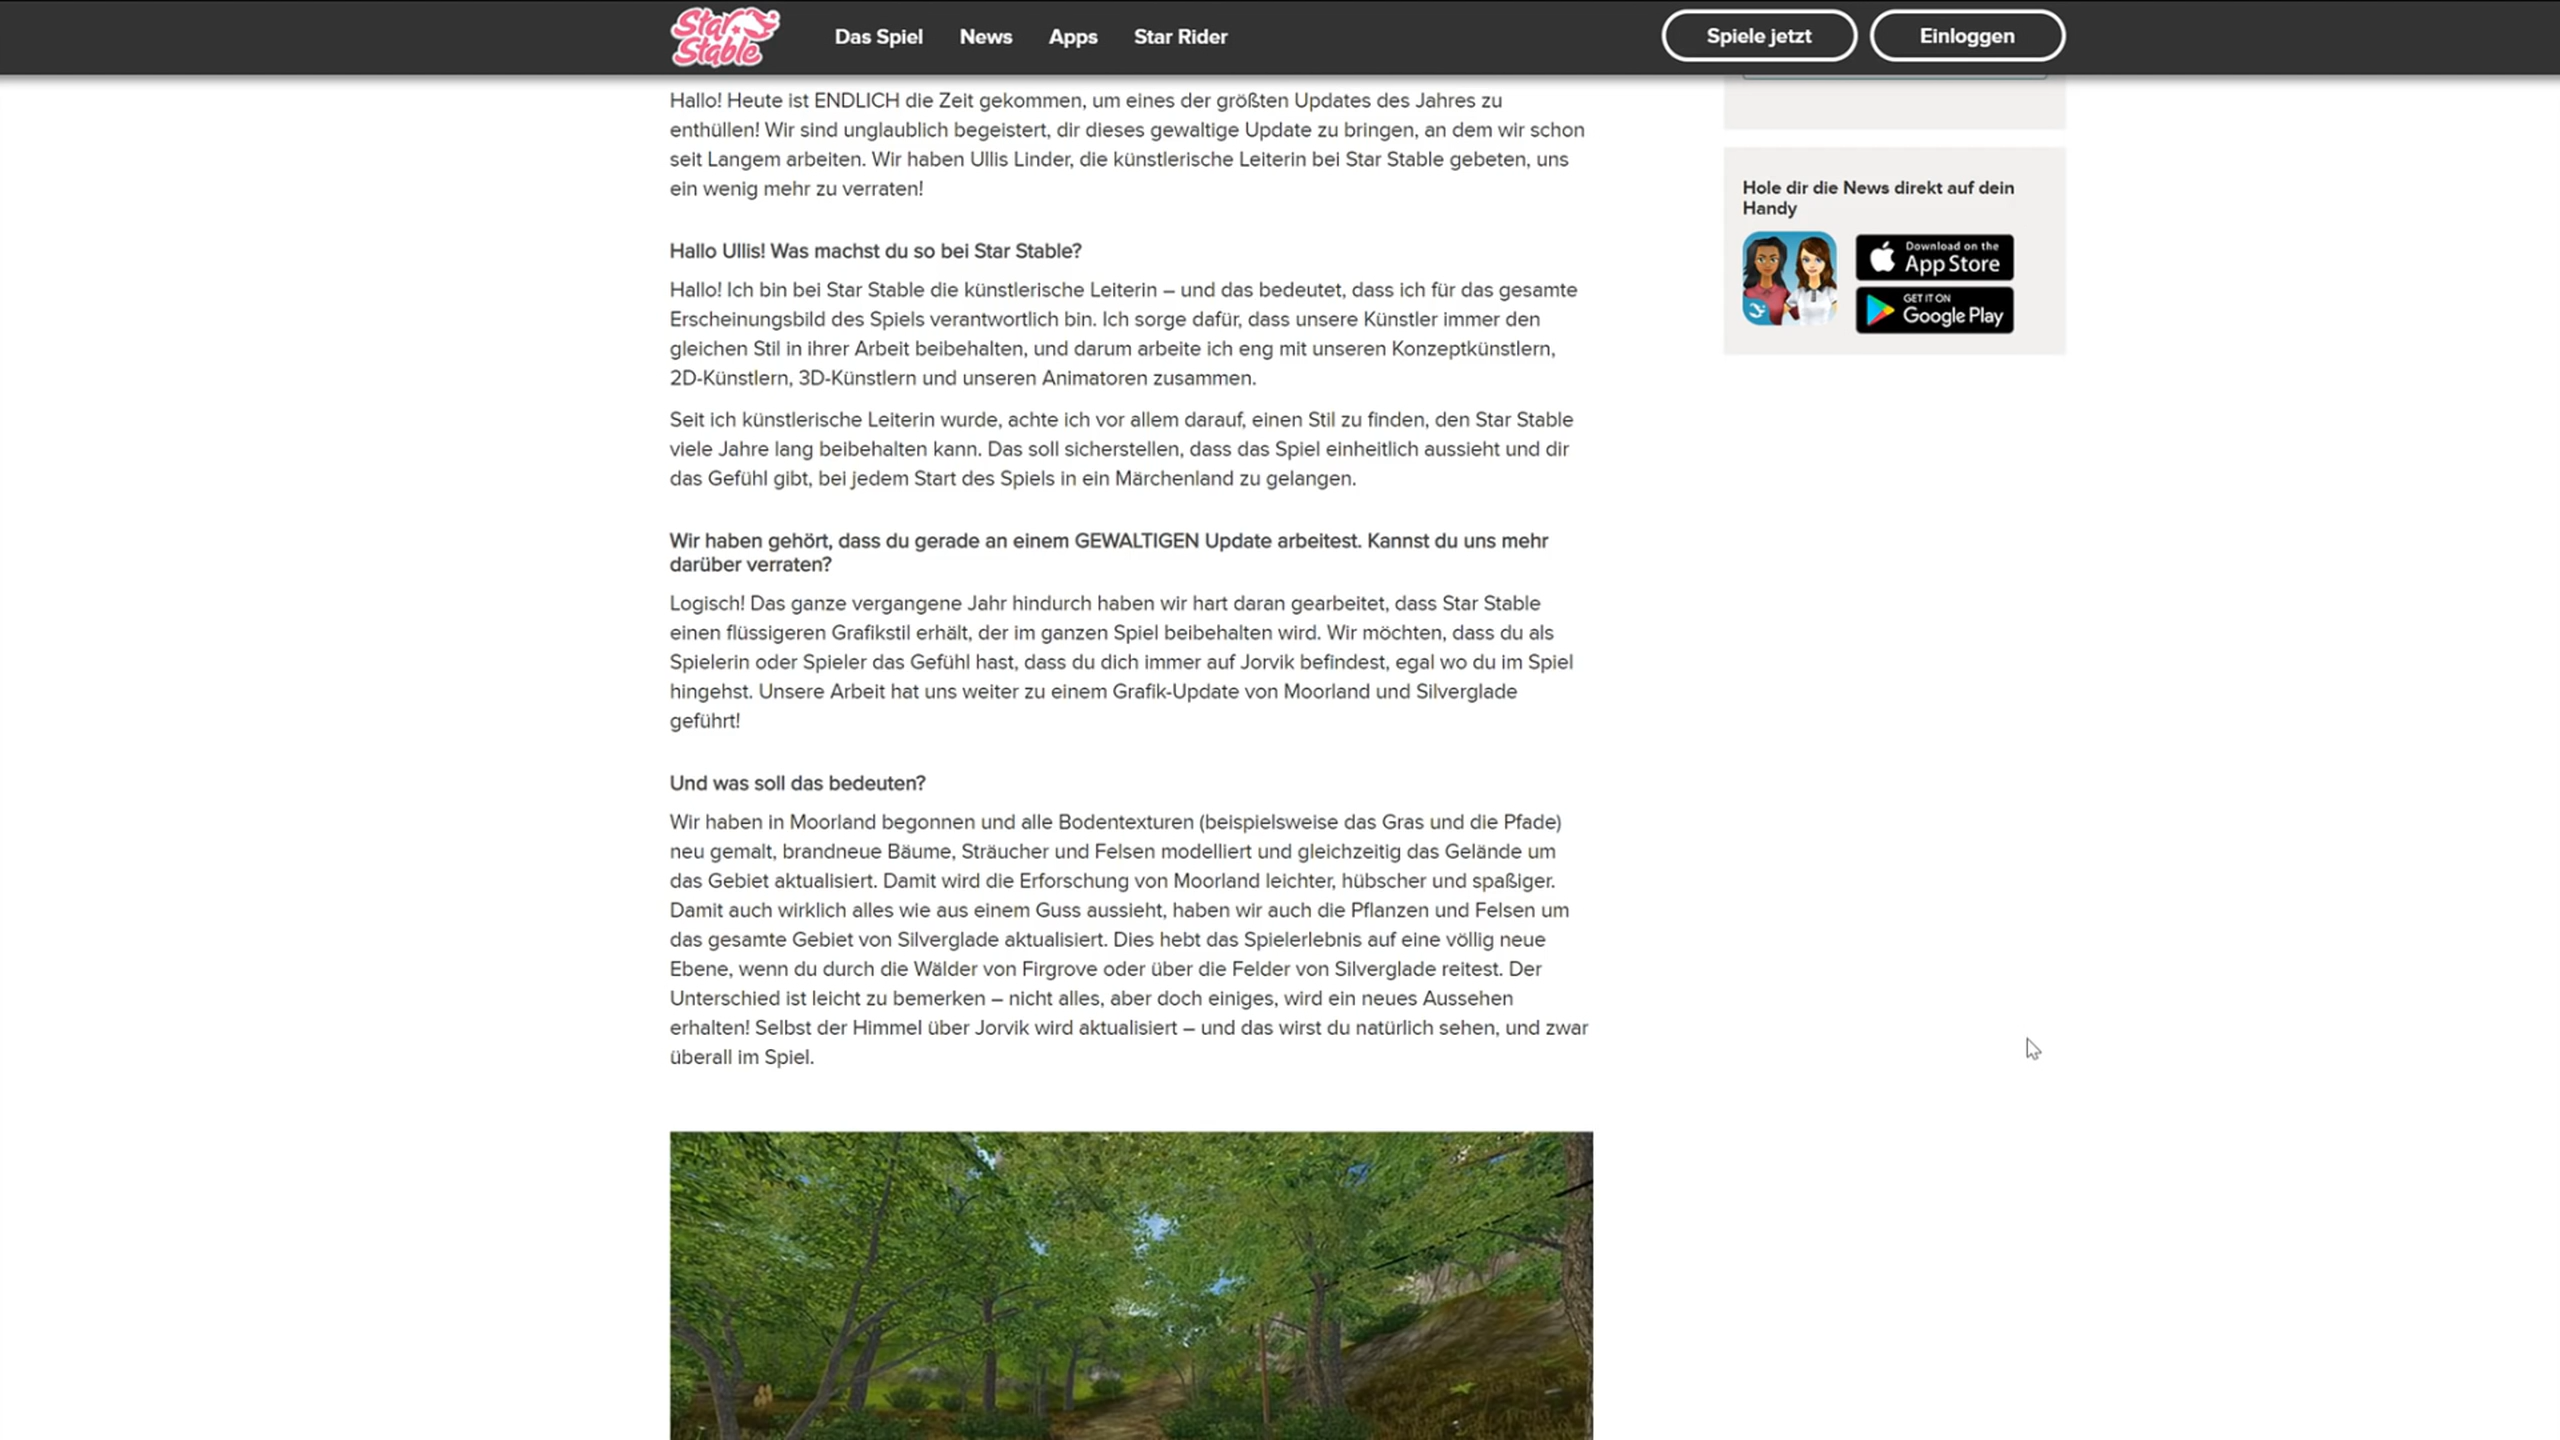 Star Stable
Das Spiel
News
Apps
Star Rider
Spiele jetzt
Einloggen
Hallo! Heute ist ENDLICH die Zeit gekommen, um eines der größten Updates des Jahres zu
enthüllen! Wir sind unglaublich begeistert, dir dieses gewaltige Update zu bringen, an dem wir schon
seit Langem arbeiten. Wir haben Ullis Linder, die künstlerische Leiterin bei Star Stable gebeten, uns
ein wenig mehr zu verraten!
Hallo Ullis! Was machst du so bei Star Stable?
Hallo! Ich bin bei Star Stable die künstlerische Leiterin – und das bedeutet, dass ich für das gesamte
Erscheinungsbild des Spiels verantwortlich bin. Ich sorge dafür, dass unsere Künstler immer den
gleichen Stil in ihrer Arbeit beibehalten, und darum arbeite ich eng mit unseren Konzeptkünstlern,
2D-Künstlern, 3D-Künstlern und unseren Animatoren zusammen.
Seit ich künstlerische Leiterin wurde, achte ich vor allem darauf, einen Stil zu finden, den Star Stable
viele Jahre lang beibehalten kann. Das soll sicherstellen, dass das Spiel einheitlich aussieht und dir
das Gefühl gibt, bei jedem Start des Spiels in ein Märchenland zu gelangen.
Wir haben gehört, dass du gerade an einem GEWALTIGEN Update arbeitest. Kannst du uns mehr
darüber verraten?
Logisch! Das ganze vergangene Jahr hindurch haben wir hart daran gearbeitet, dass Star Stable
einen flüssigeren Grafikstil erhält, der im ganzen Spiel beibehalten wird. Wir möchten, dass du als
Spielerin oder Spieler das Gefühl hast, dass du dich immer auf Jorvik befindest, egal wo du im Spiel
hingehst. Unsere Arbeit hat uns weiter zu einem Grafik-Update von Moorland und Silverglade
geführt!
Und was soll das bedeuten?
Wir haben in Moorland begonnen und alle Bodentexturen (beispielsweise das Gras und die Pfade)
neu gemalt, brandneue Bäume, Sträucher und Felsen modelliert und gleichzeitig das Gelände um
das Gebiet aktualisiert. Damit wird die Erforschung von Moorland leichter, hübscher und spaßiger.
Damit auch wirklich alles wie aus einem Guss aussieht, haben wir auch die Pflanzen und Felsen um
das gesamte Gebiet von Silverglade aktualisiert. Dies hebt das Spielerlebnis auf eine völlig neue
Ebene, wenn du durch die Wälder von Firgrove oder über die Felder von Silverglade reitest. Der
Unterschied ist leicht zu bemerken – nicht alles, aber doch einiges, wird ein neues Aussehen
erhalten! Selbst der Himmel über Jorvik wird aktualisiert – und das wirst du natürlich sehen, und zwar
überall im Spiel.
Hole dir die News direkt auf dein
Handy
Download on the
App Store
GET IT ON
Google Play